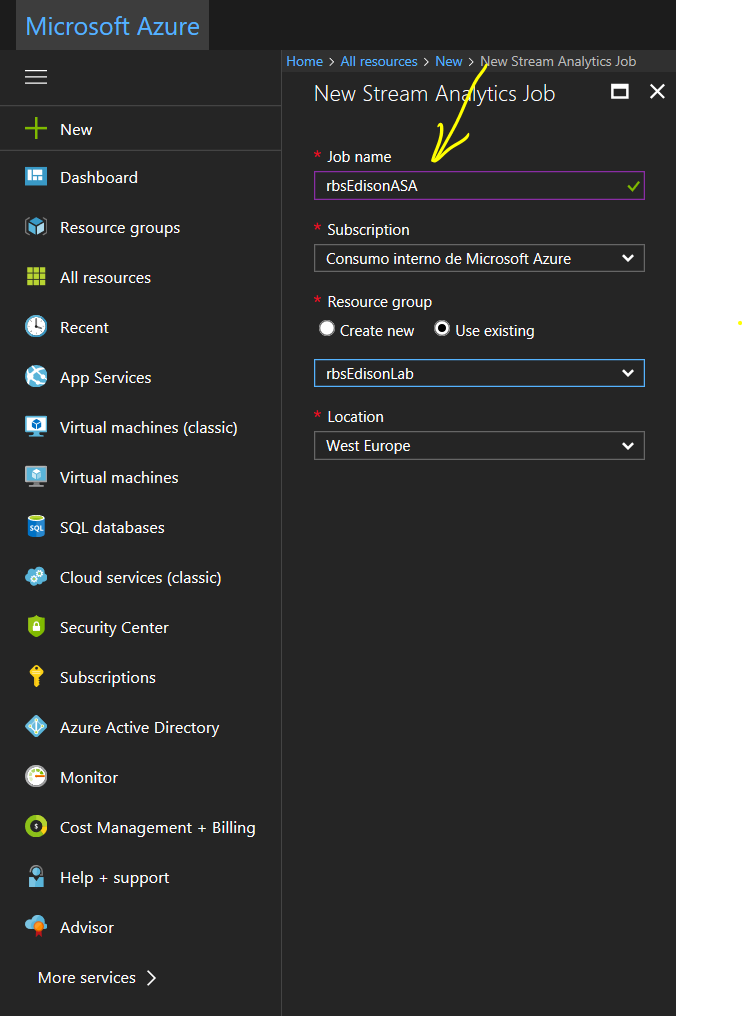 Microsoft Azure
Home > All resources > New > New Stream Analytics Job
New Stream Analytics Job
New
Dashboard
Resource groups
All resources
Recent
App Services
Virtual machines (classic)
Virtual machines
SQL databases
Cloud services (classic)
Security Center
Subscriptions
Azure Active Directory
Monitor
Cost Management + Billing
Help + support
Advisor
More services >
* Job name
rbsEdisonASA
* Subscription
Consumo interno de Microsoft Azure
* Resource group
Create new Use existing
rbsEdisonLab
* Location
West Europe